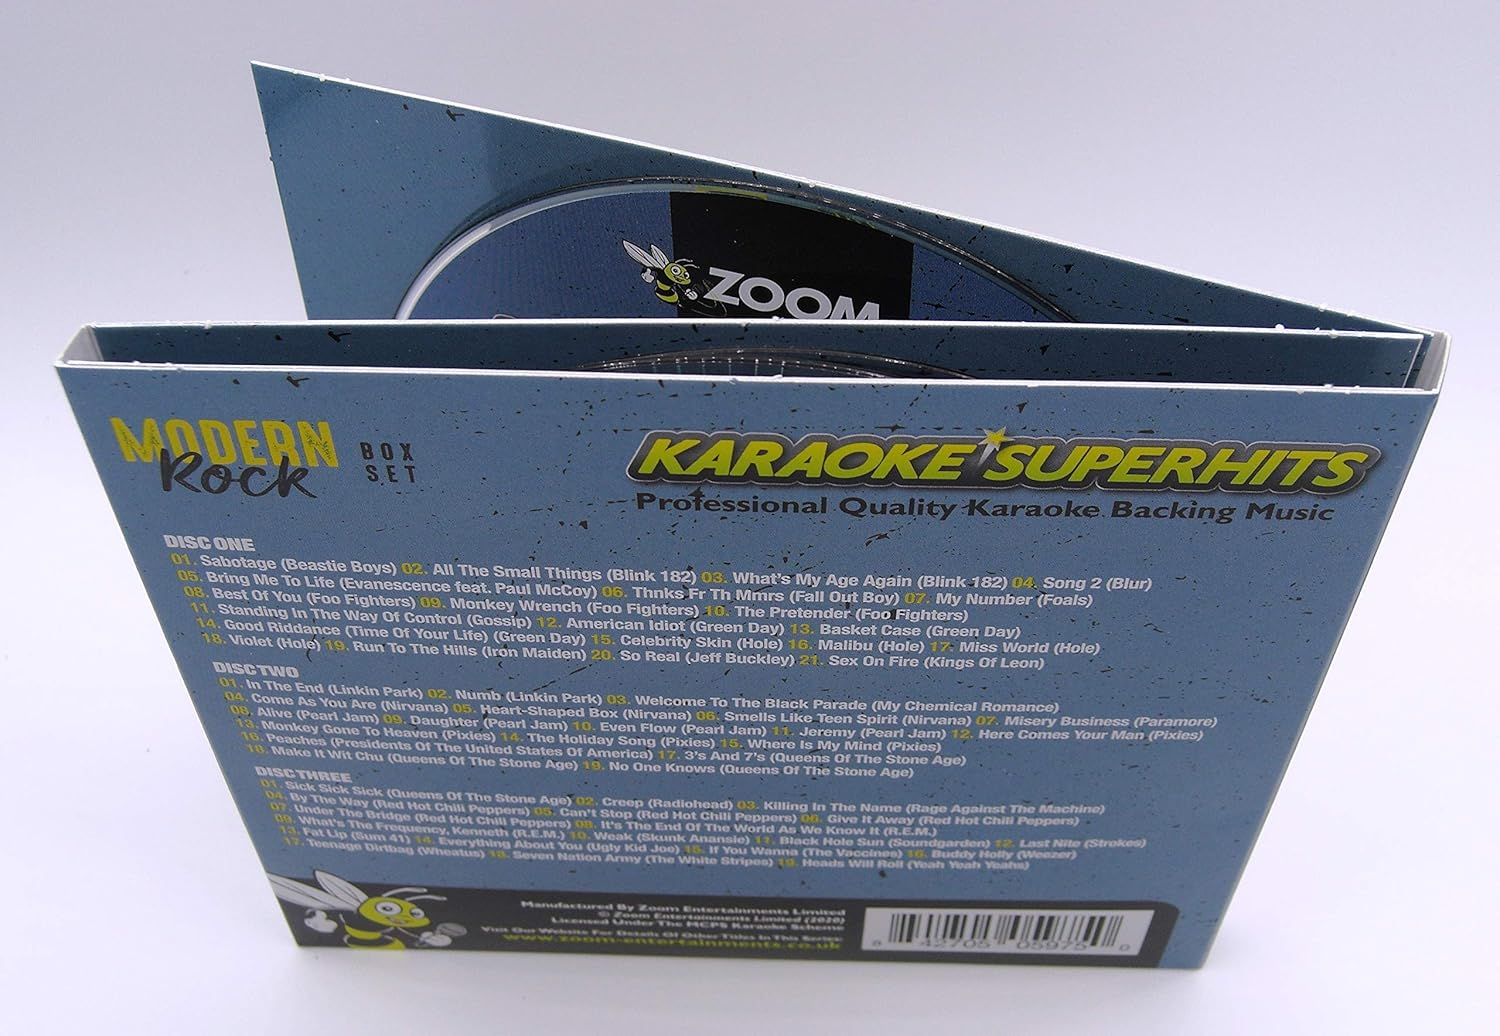 ZOOM
MODERN
Rock
BOX
SET
KARAOKE SUPERHITS
Professional Quality Karaoke Backing Music
DISC ONE
01. Sabotage (Beastie Boys) 02. All The Small Things (Blink 182) 03. What's My Age Again (Blink 182) 04. Song 2 (Blur)
05. Bring Me To Life (Evanescence feat. Paul McCoy) 06. Thnks Fr Th Mmrs (Fall Out Boy) 07. My Number (Foals)
08. Best Of You (Foo Fighters) 09. Monkey Wrench (Foo Fighters) 10. The Pretender (Foo Fighters)
11. Standing In The Way Of Control (Gossip) 12. American Idiot (Green Day) 13. Basket Case (Green Day)
14. Good Riddance (Time Of Your Life) (Green Day) 15. Celebrity Skin (Hole) 16. Malibu (Hole) 17. Miss World (Hole)
18. Violet (Hole) 19. Run To The Hills (Iron Maiden) 20. So Real (Jeff Buckley) 21. Sex On Fire (Kings Of Leon)
DISC TWO
01. In The End (Linkin Park) 02. Numb (Linkin Park) 03. Welcome To The Black Parade (My Chemical Romance)
04. Come As You Are (Nirvana) 05. Heart-Shaped Box (Nirvana) 06. Smells Like Teen Spirit (Nirvana) 07. Misery Business (Paramore)
08. Alive (Pearl Jam) 09. Daughter (Pearl Jam) 10. Even Flow (Pearl Jam) 11. Jeremy (Pearl Jam) 12. Here Comes Your Man (Pixies)
13. Monkey Gone To Heaven (Pixies) 14. The Holiday Song (Pixies) 15. Where Is My Mind (Pixies)
16. Peaches (Presidents Of The United States Of America) 17. 3's And 7's (Queens Of The Stone Age)
18. Make It Wit Chu (Queens Of The Stone Age) 19. No One Knows (Queens Of The Stone Age)
DISC THREE
01. Sick Sick Sick (Queens Of The Stone Age) 02. Creep (Radiohead) 03. Killing In The Name (Rage Against The Machine)
04. By The Way (Red Hot Chili Peppers) 05. Can't Stop (Red Hot Chili Peppers) 06. Give It Away (Red Hot Chili Peppers)
07. Under The Bridge (Red Hot Chili Peppers) 08. It's The End Of The World As We Know It (R.E.M.)
09. What's The Frequency, Kenneth (R.E.M.) 10. Weak (Skunk Anansie) 11. Black Hole Sun (Soundgarden) 12. Last Nite (Strokes)
13. Fat Lip (Sum 41) 14. Everything About You (Ugly Kid Joe) 15. If You Wanna (The Vaccines) 16. Buddy Holly (Weezer)
17. Teenage Dirtbag (Wheatus) 18. Seven Nation Army (The White Stripes) 19. Heads Will Roll (Yeah Yeah Yeahs)
Manufactured By Zoom Entertainments Limited
© Zoom Entertainments Limited (2020)
Licensed Under The MCPS Karaoke Scheme
Visit Our Website For Details Of Other Titles In This Series:
www.zoom-entertainments.co.uk
8 42705 05975 0